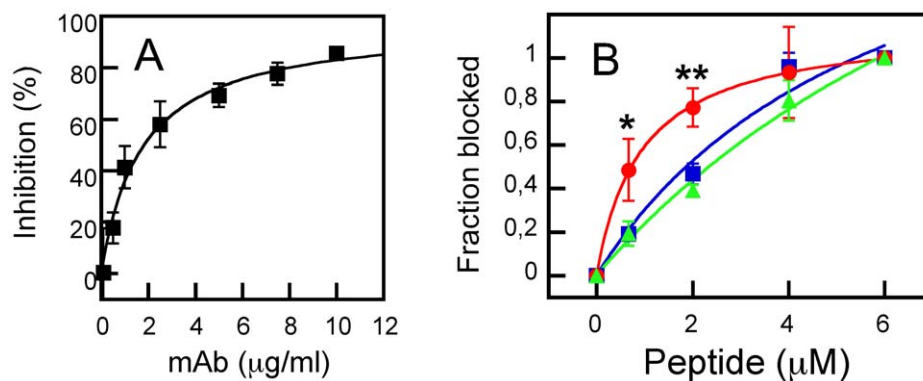 A
100
80
60
40
20
0
Inhibition (%)
0 2 4 6 8 10 12
mAb (μg/ml)
B
1
0,8
0,6
0,4
0,2
0
Fraction blocked
*
**
0 2 4 6
Peptide (μM)